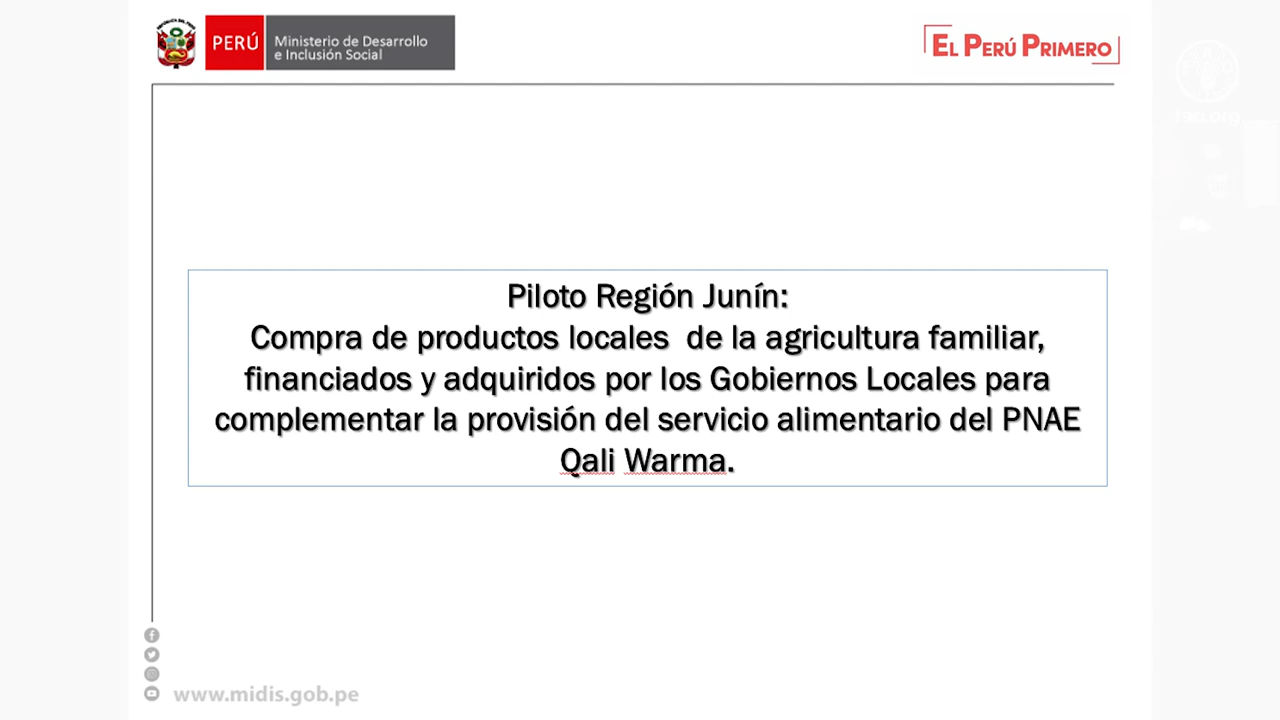 PERÚ
Ministerio de Desarrollo
e Inclusión Social
EL PERÚ PRIMERO
fao.org
Piloto Región Junín:
Compra de productos locales de la agricultura familiar,
financiados y adquiridos por los Gobiernos Locales para
complementar la provisión del servicio alimentario del PNAE
Qali Warma.
www.midis.gob.pe